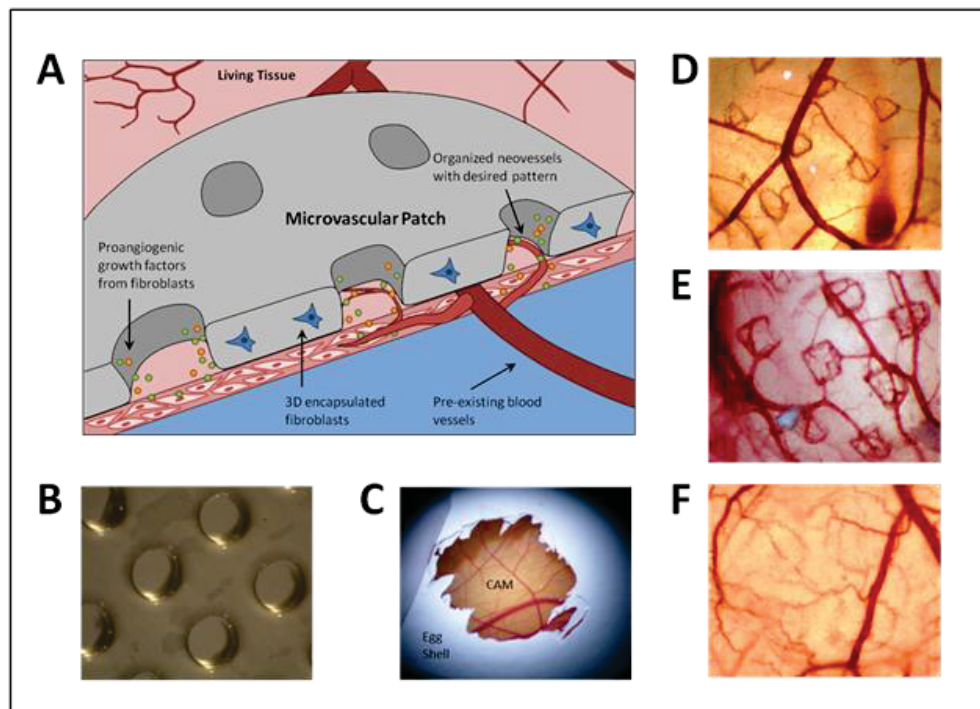 A
Living Tissue
Organized neovessels
with desired pattern
Microvascular Patch
Proangiogenic
growth factors
from fibroblasts
3D encapsulated
fibroblasts
Pre-existing blood
vessels
B
C
CAM
Egg
Shell
D
E
F